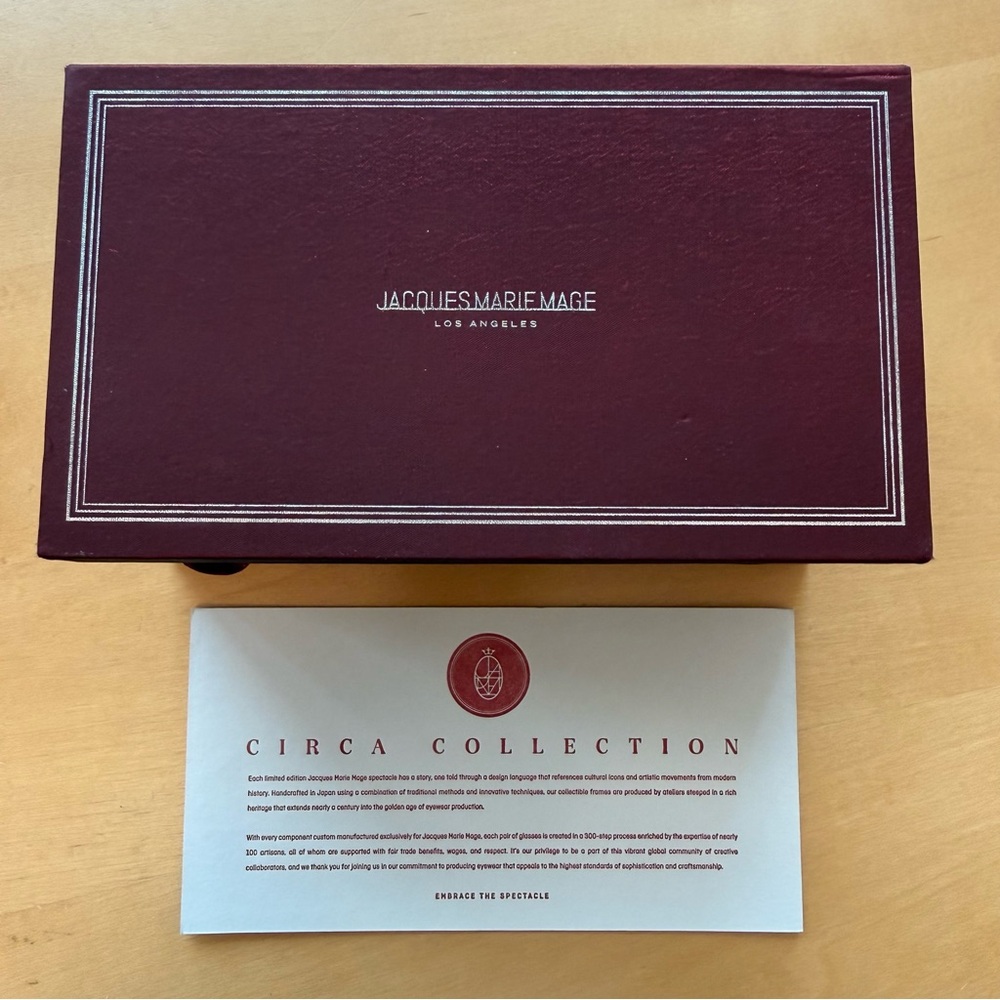 JACQUES MARIE MAGE
LOS ANGELES
CIRCA COLLECTION
Each limited edition Jacques Marie Mage spectacle has a story, one told through a design language that references cultural icons and artistic movements from modern
history. Handcrafted in Japan using a combination of traditional methods and innovative techniques, our collectible frames are produced by ateliers steeped in a rich
heritage that extends nearly a century into the golden age of eyewear production.
With every component custom manufactured exclusively for Jacques Marie Mage, each pair of glasses is created in a 300-step process enriched by the expertise of nearly
100 artisans, all of whom are supported with fair trade benefits, wages, and respect. It's our privilege to be a part of this vibrant global community of creative
collaborators, and we thank you for joining us in our commitment to producing eyewear that appeals to the highest standards of sophistication and craftsmanship.
EMBRACE THE SPECTACLE